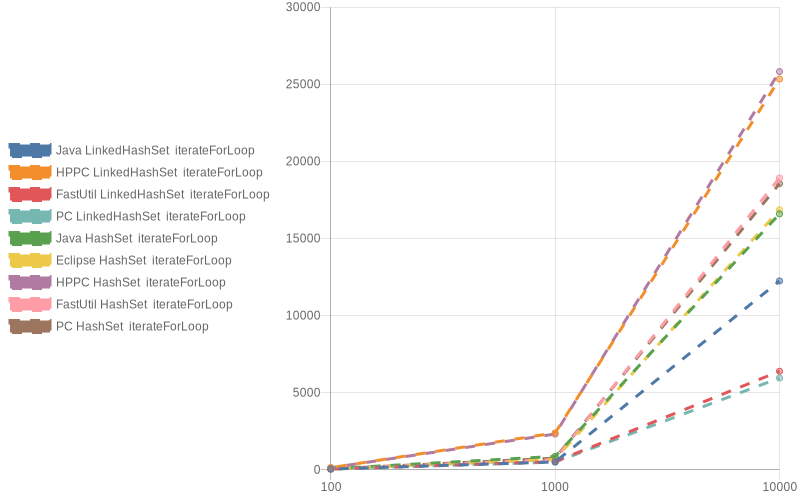 30000
25000
20000
15000
10000
5000
0
100
1000
10000
Java LinkedHashSet iterateForLoop
HPPC LinkedHashSet iterateForLoop
FastUtil LinkedHashSet iterateForLoop
PC LinkedHashSet iterateForLoop
Java HashSet iterateForLoop
Eclipse HashSet iterateForLoop
HPPC HashSet iterateForLoop
FastUtil HashSet iterateForLoop
PC HashSet iterateForLoop